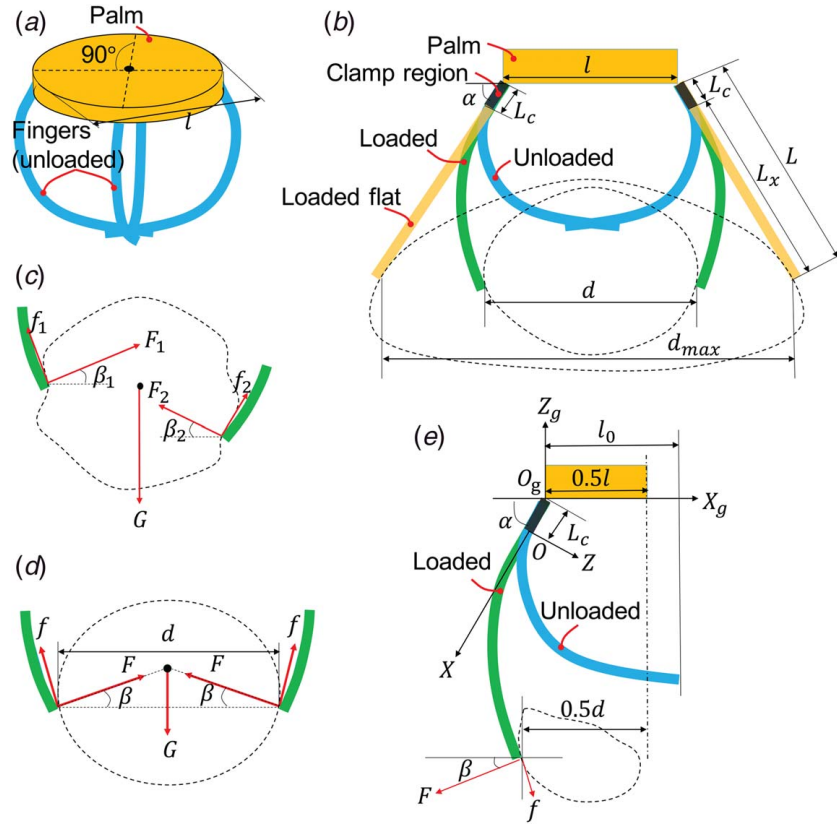 (a)
Palm
90°
l
Fingers
(unloaded)
(b)
Palm
Clamp region
l
α
L_c
L_c
Loaded
Unloaded
L_x
L
Loaded flat
d
d_max
(c)
f_1
F_1
β_1
F_2
f_2
β_2
G
(d)
d
f
f
F
F
β
β
G
(e)
Z_g
l_0
O_g
0.5l
X_g
α
L_c
O
Z
Loaded
Unloaded
X
0.5d
β
F
f